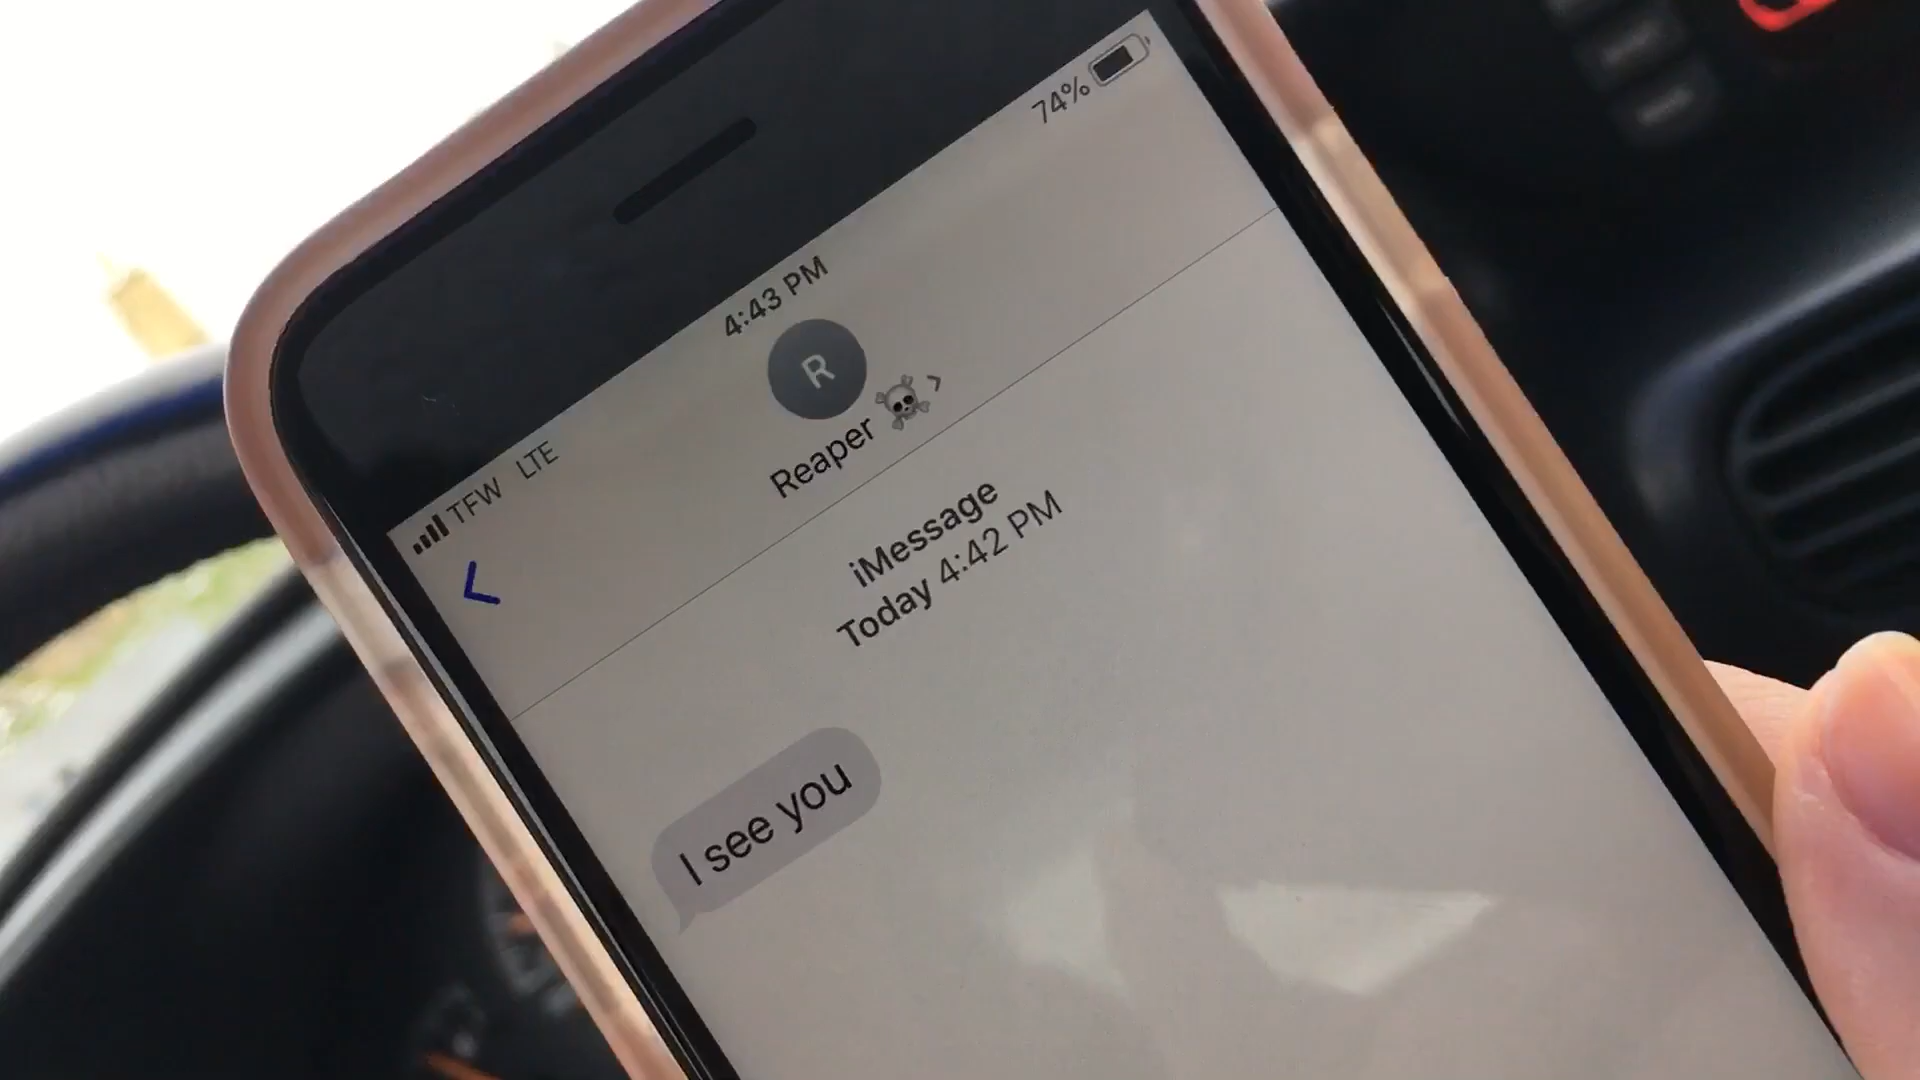 TFW LTE 4:43 PM 74%
R
Reaper ☠️ >
iMessage
Today 4:42 PM
I see you